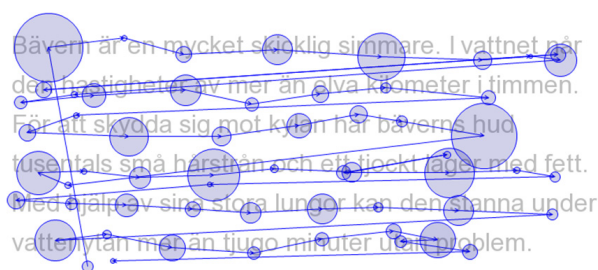 Bävern är en mycket skicklig simmare. I vattnet når
den hastigheter av mer än elva kilometer i timmen.
För att skydda sig mot kylan har bäverns hud
tusentals små hårstrån och ett tjockt lager med fett.
Med hjälp av sina stora lungor kan den stanna under
vattenytan mer än tjugo minuter utan problem.